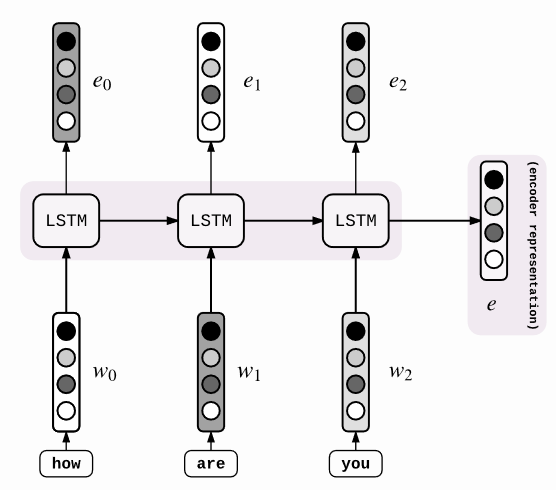 e0 e1 e2
LSTM LSTM LSTM
(encoder representation)
e
w0 w1 w2
how are you